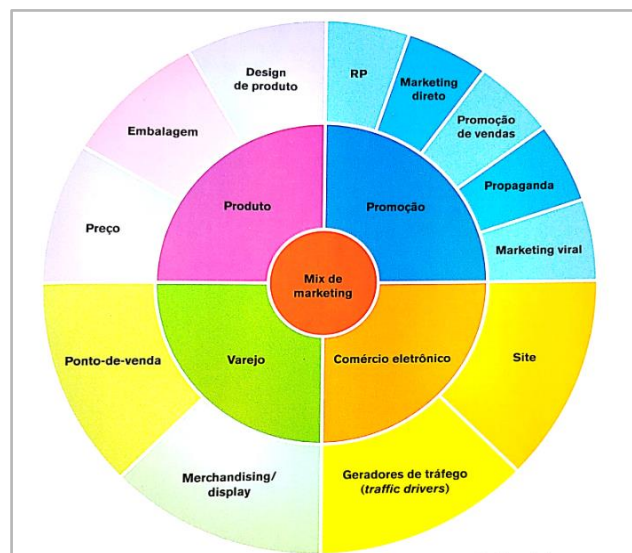 Design
de produto
RP
Marketing
direto
Promoção
de vendas
Embalagem
Propaganda
Produto
Promoção
Preço
Marketing viral
Mix de
marketing
Ponto-de-venda
Varejo
Comércio eletrônico
Site
Merchandising/
display
Geradores de tráfego
(traffic drivers)